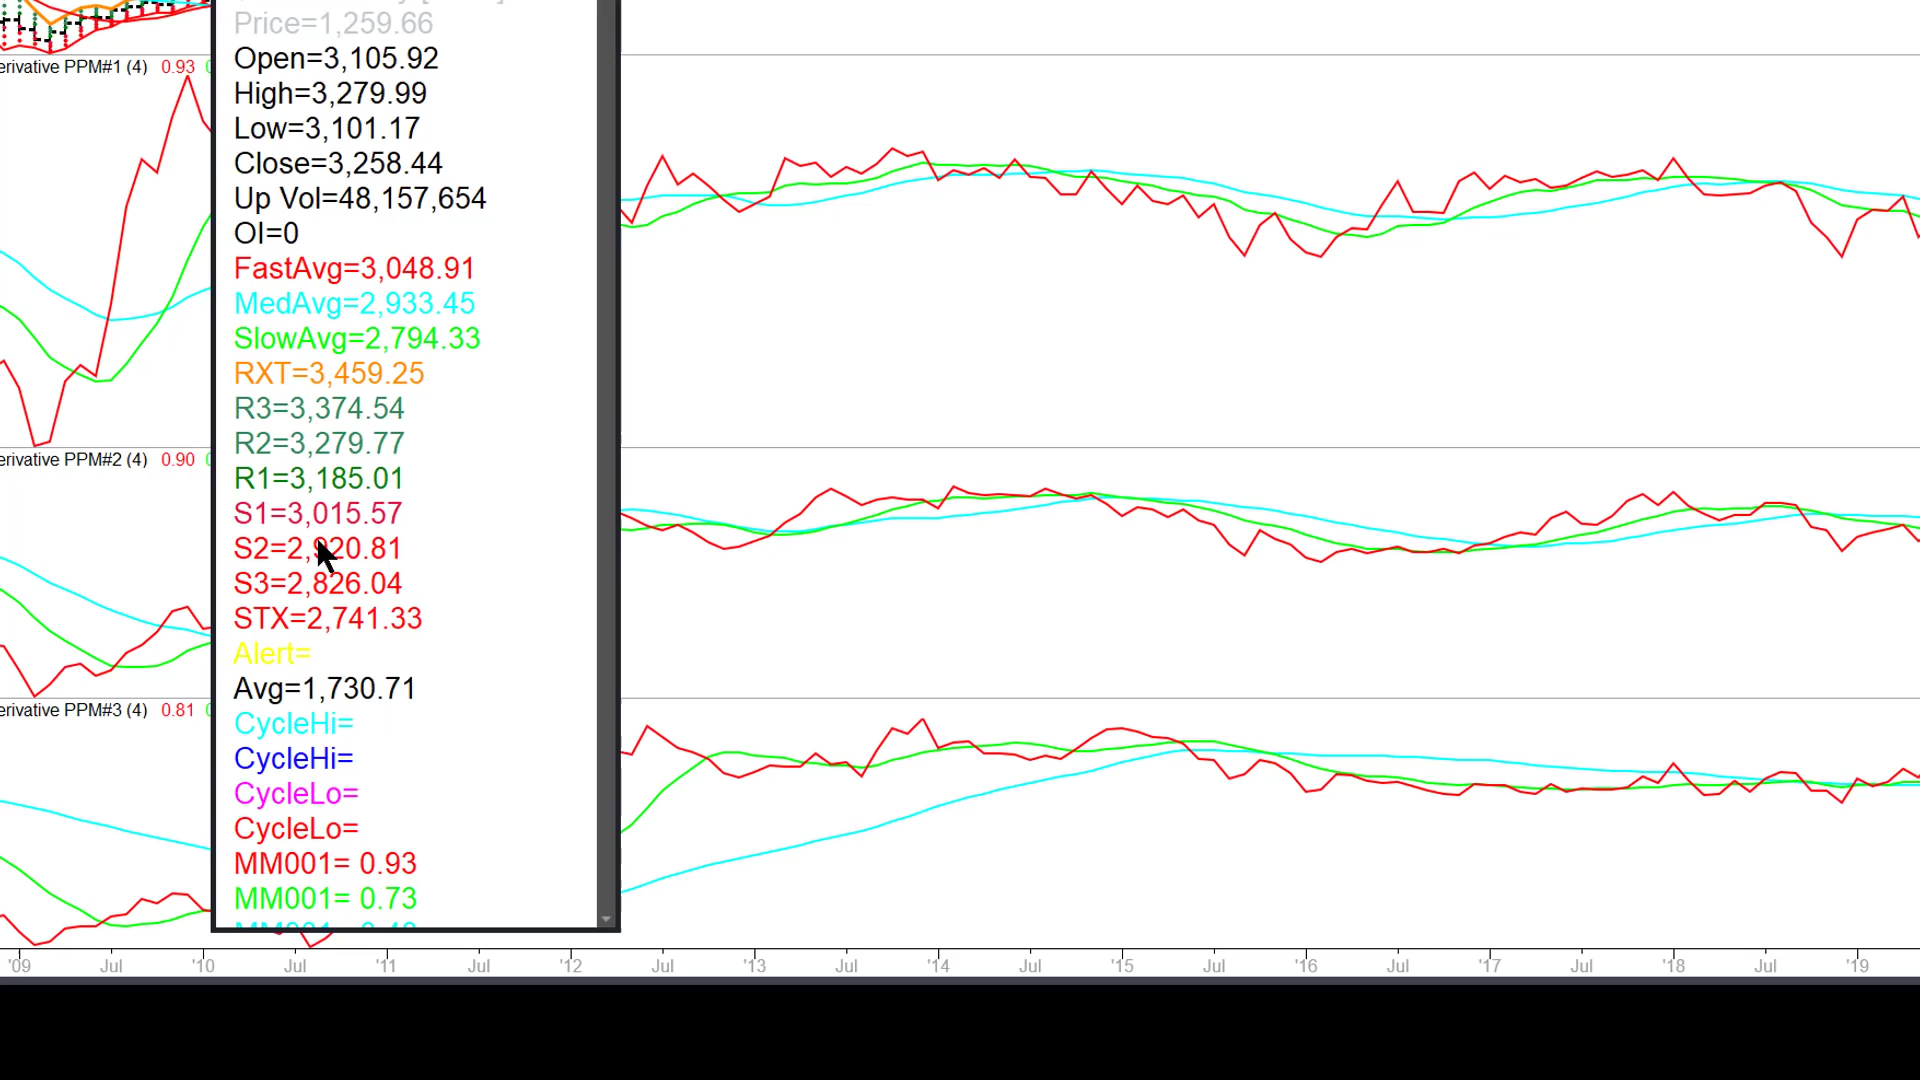 Price=1,259.66
Open=3,105.92
High=3,279.99
Low=3,101.17
Close=3,258.44
Up Vol=48,157,654
OI=0
FastAvg=3,048.91
MedAvg=2,933.45
SlowAvg=2,794.33
RXT=3,459.25
R3=3,374.54
R2=3,279.77
R1=3,185.01
S1=3,015.57
S2=2,920.81
S3=2,826.04
STX=2,741.33
Alert=
Avg=1,730.71
CycleHi=
CycleHi=
CycleLo=
CycleLo=
MM001= 0.93
MM001= 0.73
erivative PPM#1 (4) 0.93
erivative PPM#2 (4) 0.90
erivative PPM#3 (4) 0.81
'09 Jul '10 Jul '11 Jul '12 Jul '13 Jul '14 Jul '15 Jul '16 Jul '17 Jul '18 Jul '19